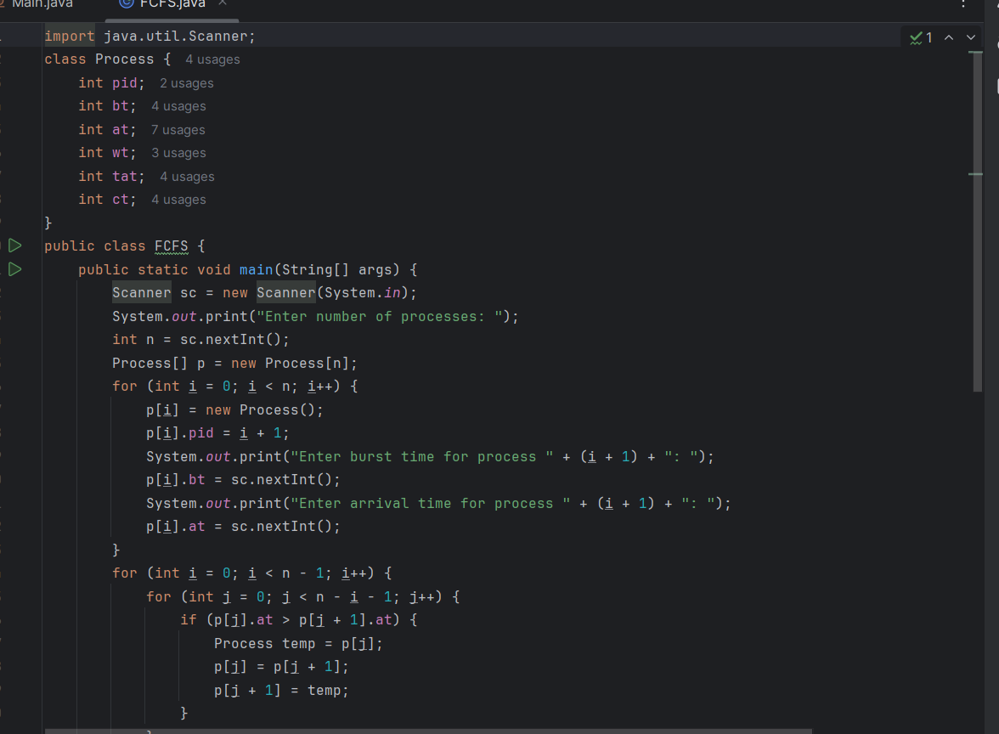 Main.java FCFS.java
import java.util.Scanner; 1
class Process { 4 usages
    int pid; 2 usages
    int bt; 4 usages
    int at; 7 usages
    int wt; 3 usages
    int tat; 4 usages
    int ct; 4 usages
}
public class FCFS {
    public static void main(String[] args) {
        Scanner sc = new Scanner(System.in);
        System.out.print("Enter number of processes: ");
        int n = sc.nextInt();
        Process[] p = new Process[n];
        for (int i = 0; i < n; i++) {
            p[i] = new Process();
            p[i].pid = i + 1;
            System.out.print("Enter burst time for process " + (i + 1) + ": ");
            p[i].bt = sc.nextInt();
            System.out.print("Enter arrival time for process " + (i + 1) + ": ");
            p[i].at = sc.nextInt();
        }
        for (int i = 0; i < n - 1; i++) {
            for (int j = 0; j < n - i - 1; j++) {
                if (p[j].at > p[j + 1].at) {
                    Process temp = p[j];
                    p[j] = p[j + 1];
                    p[j + 1] = temp;
                }